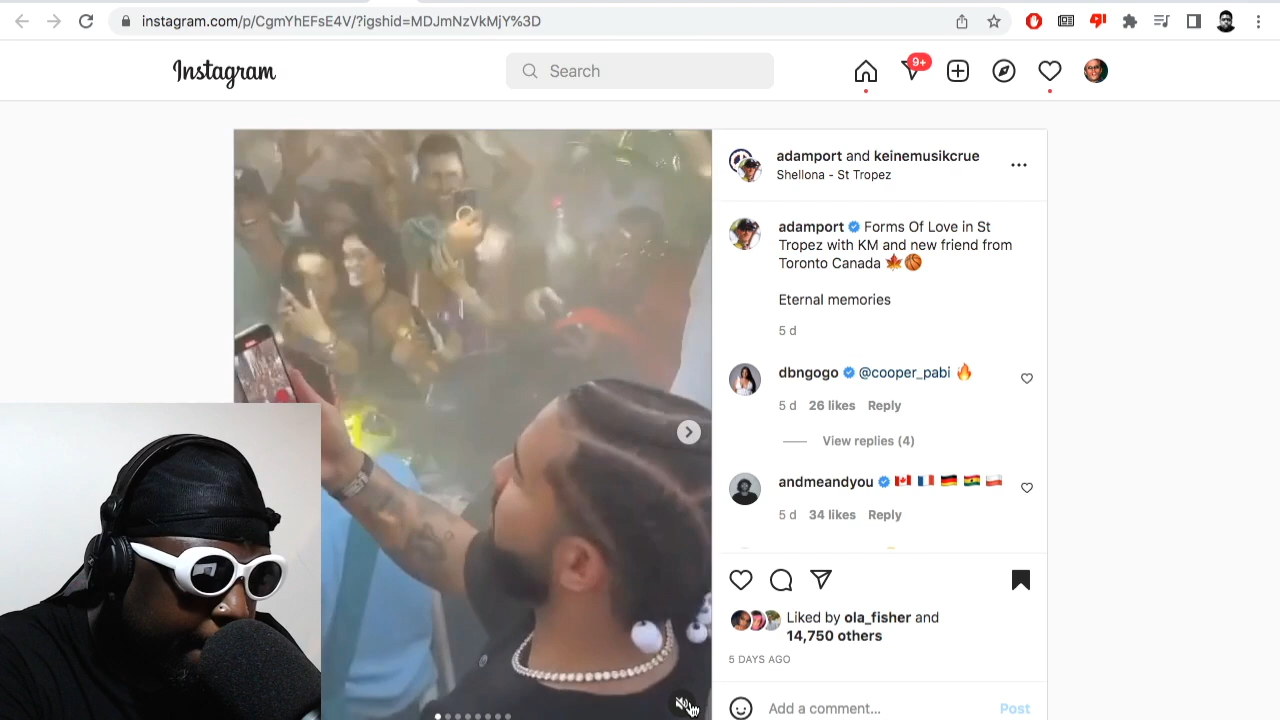 instagram.com/p/CgmYhEFsE4V/?igshid=MDJmNzVkMjY%3D
Instagram
Search
9+
adamport and keinemusikcrue
Shellona - St Tropez
adamport Forms Of Love in St
Tropez with KM and new friend from
Toronto Canada 🍁🏀
Eternal memories
5 d
dbngogo @cooper_pabi 🔥
5 d 26 likes Reply
View replies (4)
andmeandyou 🇨🇦 🇫🇷 🇩🇪 🇬🇭 🇵🇱
5 d 34 likes Reply
Liked by ola_fisher and
14,750 others
5 DAYS AGO
Add a comment...
Post